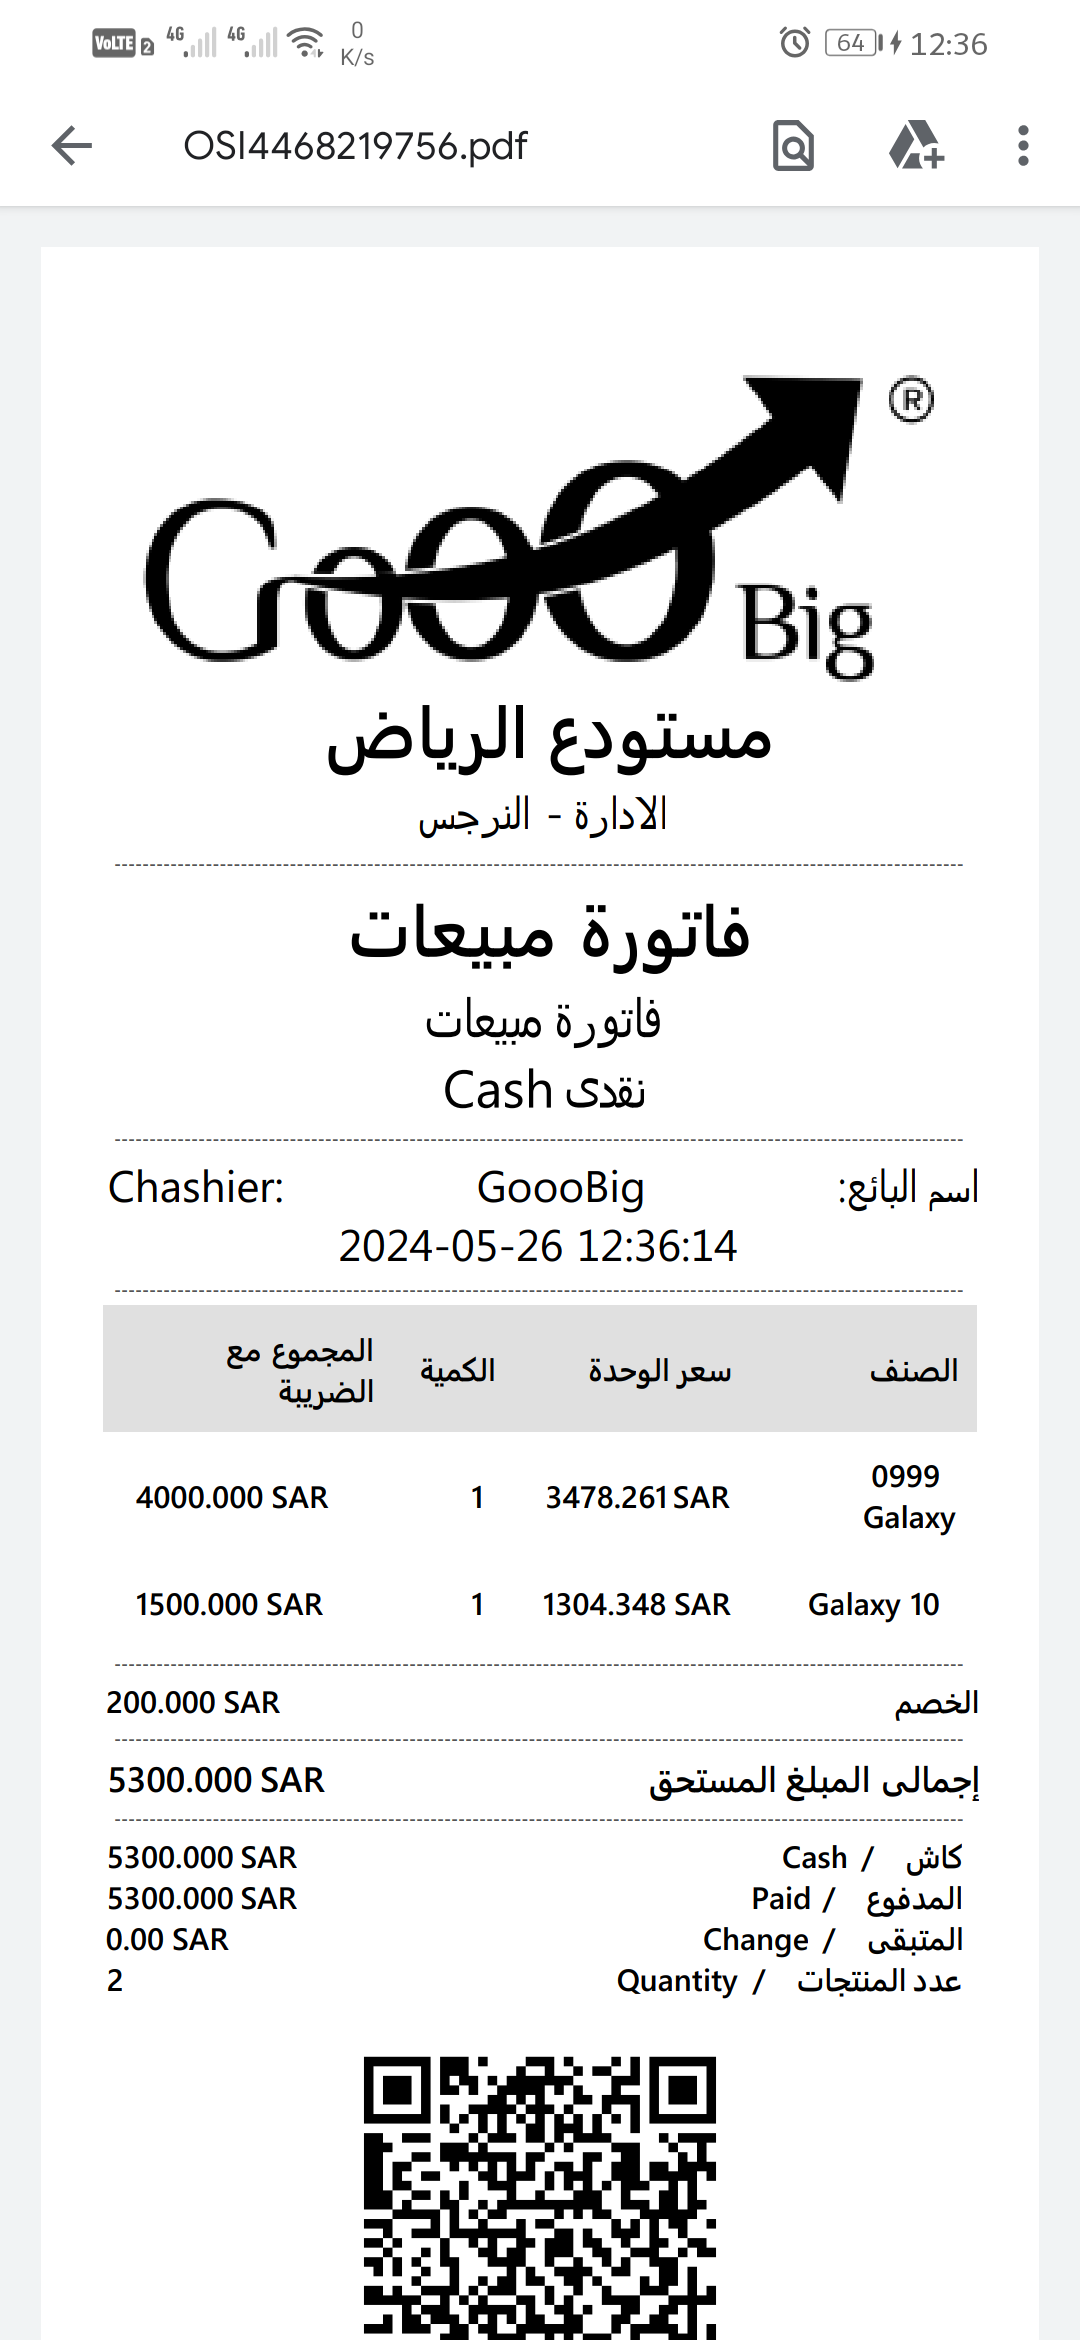 VoLTE 2 4G 4G 0 K/s 64 12:36
OSI4468219756.pdf
GoooBig ®
مستودع الرياض
الادارة - النرجس
فاتورة مبيعات
فاتورة مبيعات
نقدى Cash
Chashier: GoooBig اسم البائع:
2024-05-26 12:36:14
الصنف سعر الوحدة الكمية المجموع مع الضريبة
0999 Galaxy 3478.261 SAR 1 4000.000 SAR
Galaxy 10 1304.348 SAR 1 1500.000 SAR
الخصم 200.000 SAR
إجمالى المبلغ المستحق 5300.000 SAR
كاش / Cash 5300.000 SAR
المدفوع / Paid 5300.000 SAR
المتبقى / Change 0.00 SAR
عدد المنتجات / Quantity 2